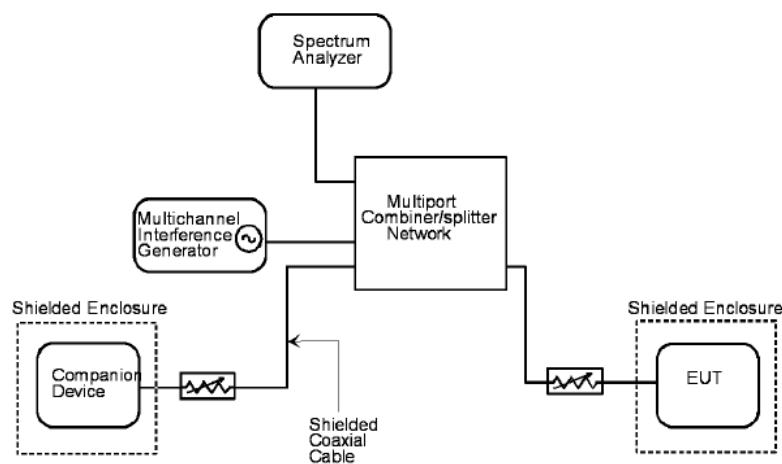 Spectrum
Analyzer
Multiport
Combiner/splitter
Network
Multichannel
Interference
Generator
Shielded Enclosure
Companion
Device
Shielded
Coaxial
Cable
Shielded Enclosure
EUT